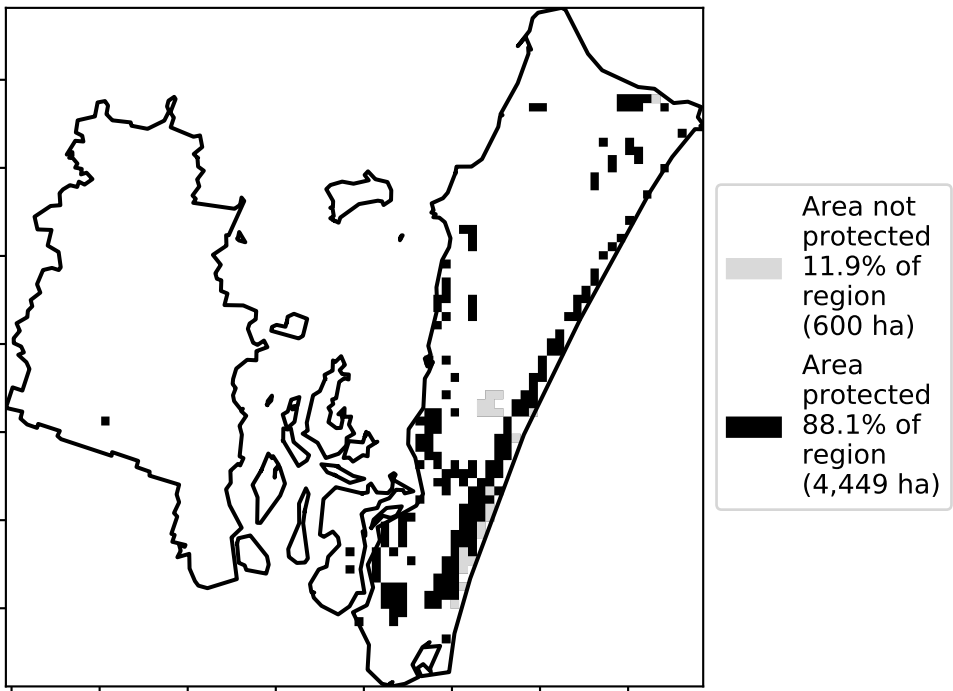 Area not
protected
11.9% of
region
(600 ha)
Area
protected
88.1% of
region
(4,449 ha)